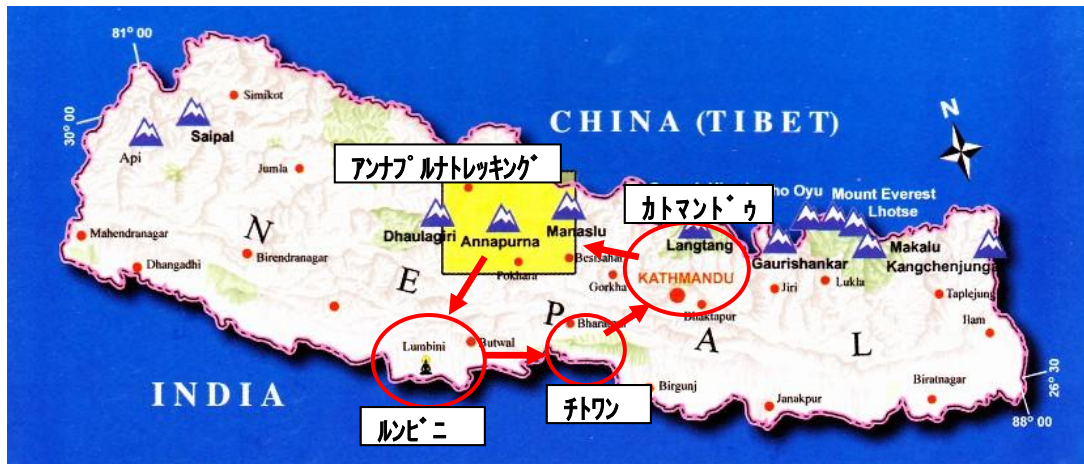 81° 00
30° 00
Simikot
Saipal
Api
Jumla
CHINA (TIBET)
N
アンナプルナトレッキング
カトマンドゥ
Oyu
Mount Everest
Lhotse
Mahendranagar
Dhangadhi
Birendranagar
Dhaulagiri
Annapurna
Manaslu
Langtang
Gaurishankar
Makalu
Kangchenjunga
Pokhara
Besisahar
Gorkha
KATHMANDU
Bhaktapur
Jiri
Lukla
Taplejung
Ilam
NEPAL
Lumbini
Butwal
INDIA
Birgunj
Janakpur
Biratnagar
26° 30
88° 00
ルンビニ
チトワン